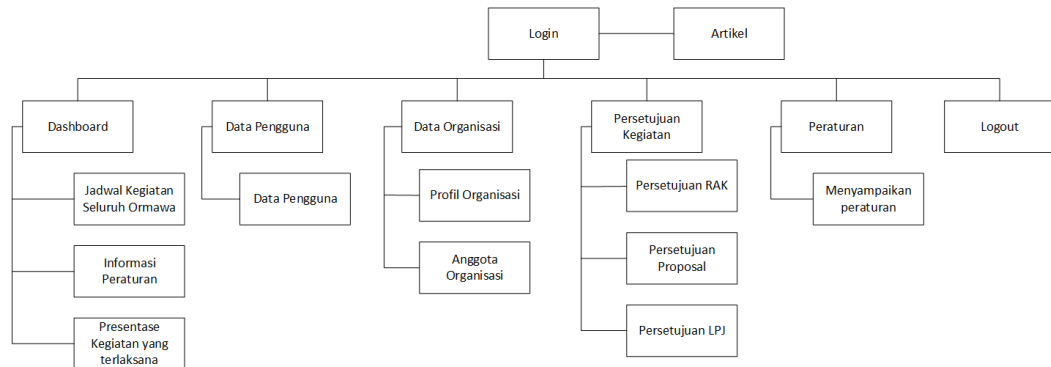 Login
Artikel
Dashboard
Data Pengguna
Data Organisasi
Persetujuan
Kegiatan
Peraturan
Logout
Jadwal Kegiatan
Seluruh Ormawa
Data Pengguna
Profil Organisasi
Persetujuan RAK
Menyampaikan
peraturan
Informasi
Peraturan
Anggota
Organisasi
Persetujuan
Proposal
Presentase
Kegiatan yang
terlaksana
Persetujuan LPJ